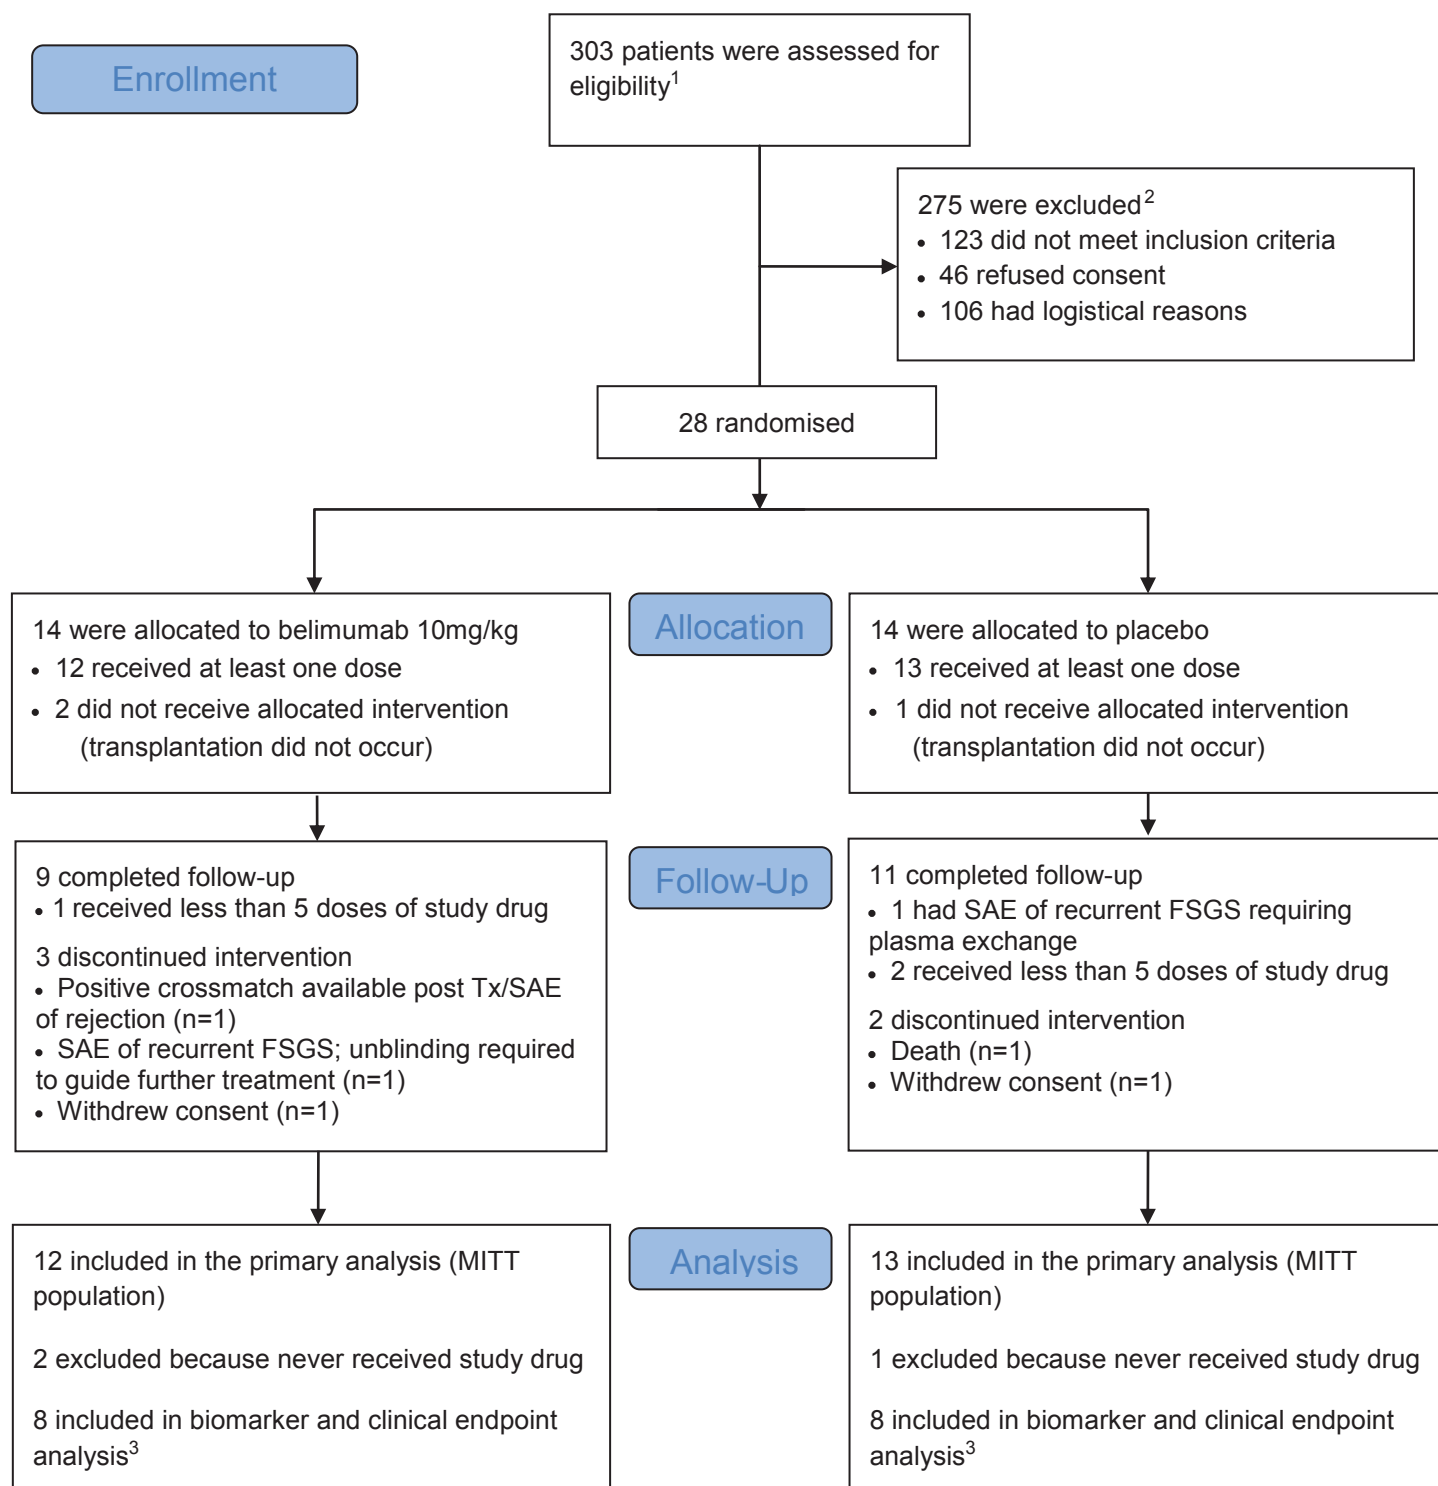 Enrollment
303 patients were assessed for
eligibility1
275 were excluded2
• 123 did not meet inclusion criteria
• 46 refused consent
• 106 had logistical reasons
28 randomised
Allocation
14 were allocated to belimumab 10mg/kg
• 12 received at least one dose
• 2 did not receive allocated intervention
(transplantation did not occur)
14 were allocated to placebo
• 13 received at least one dose
• 1 did not receive allocated intervention
(transplantation did not occur)
Follow-Up
9 completed follow-up
• 1 received less than 5 doses of study drug
3 discontinued intervention
• Positive crossmatch available post Tx/SAE
of rejection (n=1)
• SAE of recurrent FSGS; unblinding required
to guide further treatment (n=1)
• Withdrew consent (n=1)
11 completed follow-up
• 1 had SAE of recurrent FSGS requiring
plasma exchange
• 2 received less than 5 doses of study drug
2 discontinued intervention
• Death (n=1)
• Withdrew consent (n=1)
Analysis
12 included in the primary analysis (MITT
population)
2 excluded because never received study drug
8 included in biomarker and clinical endpoint
analysis3
13 included in the primary analysis (MITT
population)
1 excluded because never received study drug
8 included in biomarker and clinical endpoint
analysis3